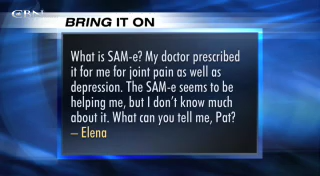 CBN
BRING IT ON
What is SAM-e? My doctor prescribed
it for me for joint pain as well as
depression. The SAM-e seems to be
helping me, but I don't know much
about it. What can you tell me, Pat?
– Elena